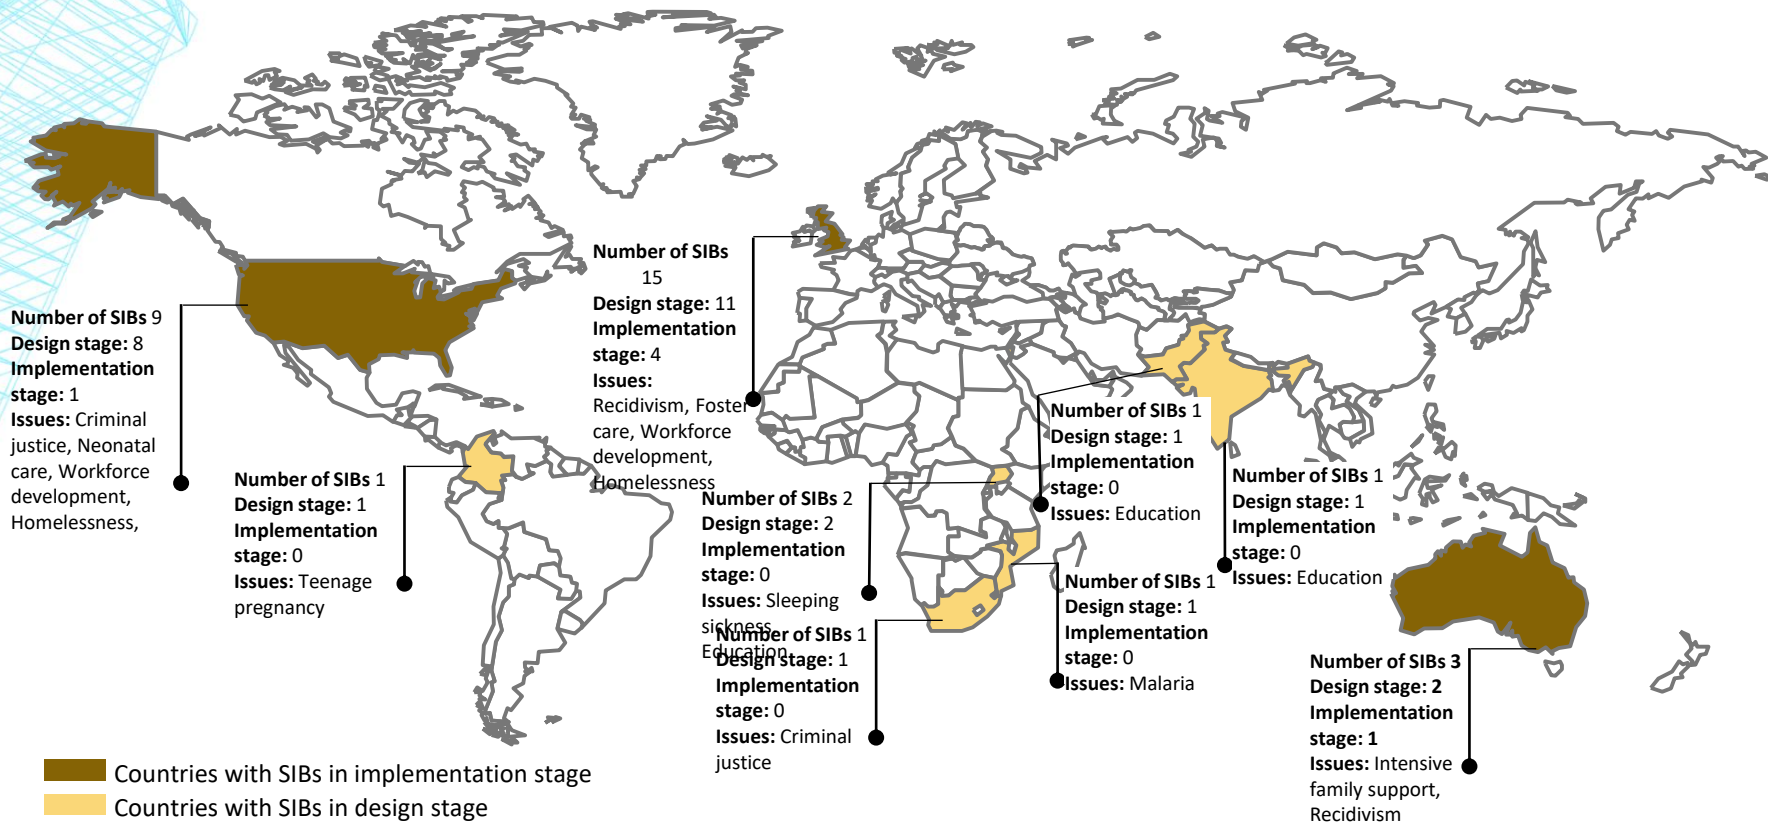 Number of SIBs 9
Design stage: 8
Implementation
stage: 1
Issues: Criminal
justice, Neonatal
care, Workforce
development,
Homelessness,
Number of SIBs 1
Design stage: 1
Implementation
stage: 0
Issues: Teenage
pregnancy
Number of SIBs
15
Design stage: 11
Implementation
stage: 4
Issues:
Recidivism, Foster
care, Workforce
development,
Homelessness
Number of SIBs 2
Design stage: 2
Implementation
stage: 0
Issues: Sleeping
sickness
Education
Number of SIBs 1
Design stage: 1
Implementation
stage: 0
Issues: Criminal
justice
Number of SIBs 1
Design stage: 1
Implementation
stage: 0
Issues: Education
Number of SIBs 1
Design stage: 1
Implementation
stage: 0
Issues: Malaria
Number of SIBs 1
Design stage: 1
Implementation
stage: 0
Issues: Education
Number of SIBs 3
Design stage: 2
Implementation
stage: 1
Issues: Intensive
family support,
Recidivism
Countries with SIBs in implementation stage
Countries with SIBs in design stage